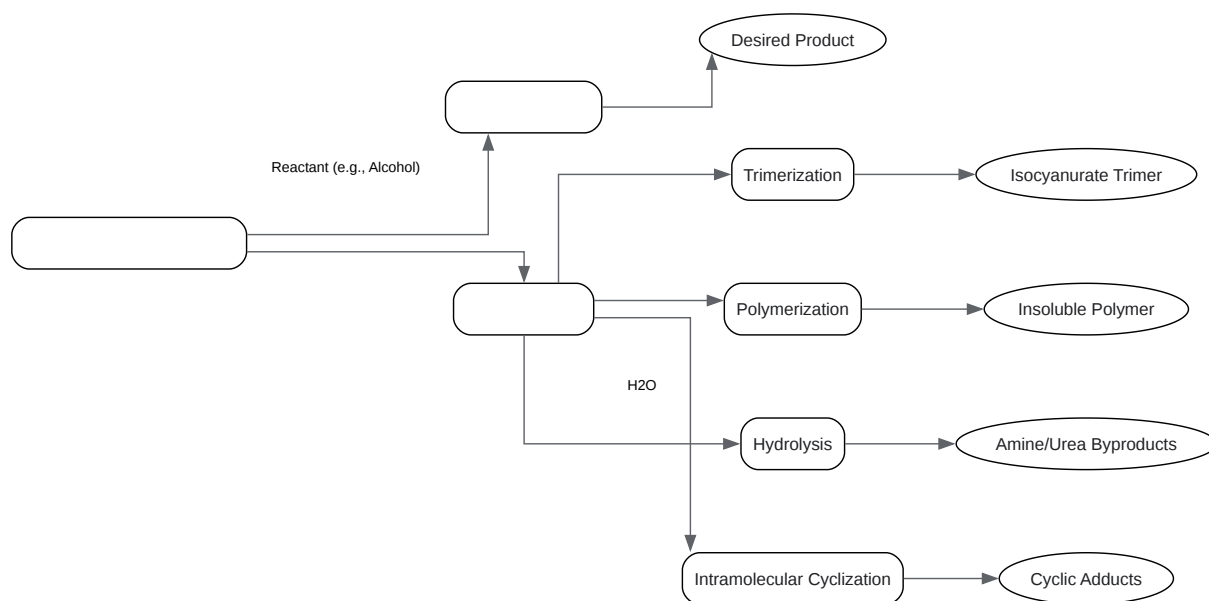 Desired Product
Reactant (e.g., Alcohol)
Trimerization
Isocyanurate Trimer
Polymerization
Insoluble Polymer
H2O
Hydrolysis
Amine/Urea Byproducts
Intramolecular Cyclization
Cyclic Adducts